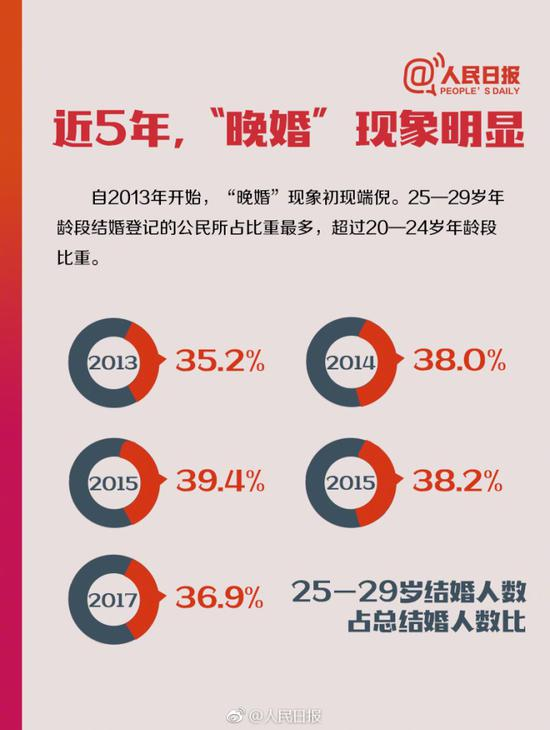 @人民日报
PEOPLE'S DAILY
近5年，“晚婚” 现象明显
自2013年开始，“晚婚”现象初现端倪。25—29岁年
龄段结婚登记的公民所占比重最多，超过20—24岁年龄段
比重。
2013 35.2%
2014 38.0%
2015 39.4%
2015 38.2%
2017 36.9%
25—29岁结婚人数
占总结婚人数比
@人民日报